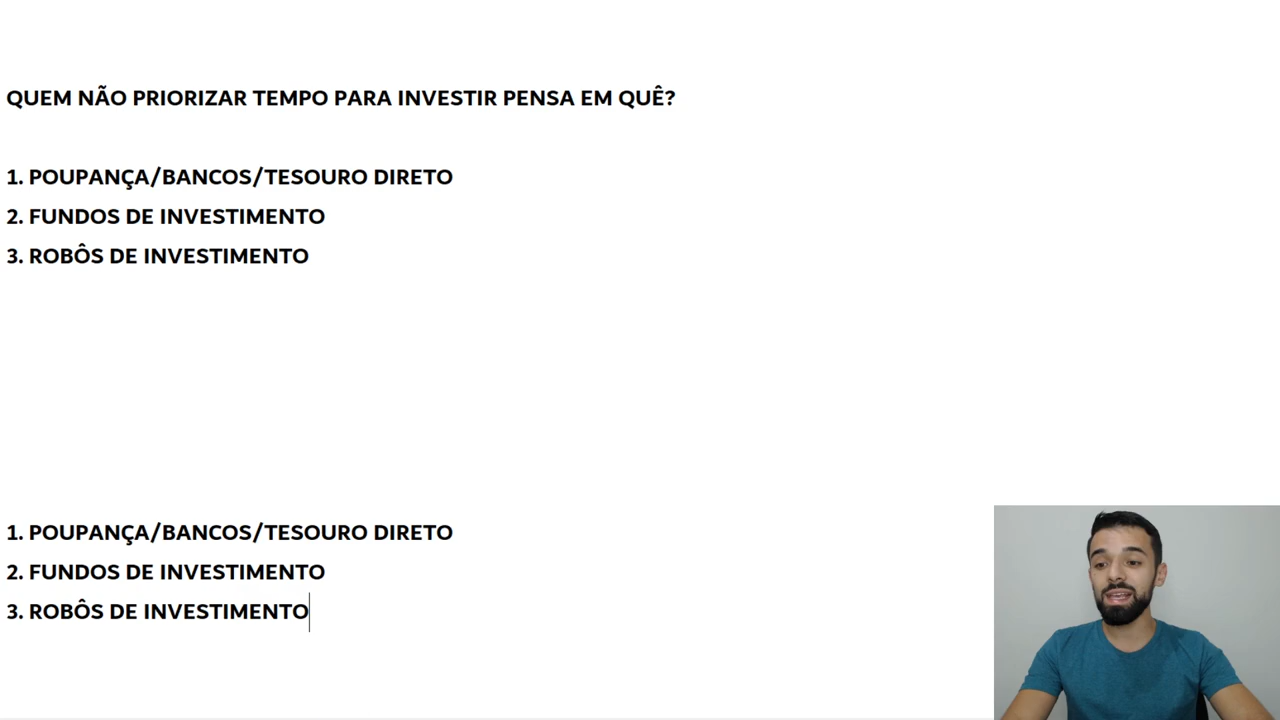 QUEM NÃO PRIORIZAR TEMPO PARA INVESTIR PENSA EM QUÊ?
1. POUPANÇA/BANCOS/TESOURO DIRETO
2. FUNDOS DE INVESTIMENTO
3. ROBÔS DE INVESTIMENTO
1. POUPANÇA/BANCOS/TESOURO DIRETO
2. FUNDOS DE INVESTIMENTO
3. ROBÔS DE INVESTIMENTO